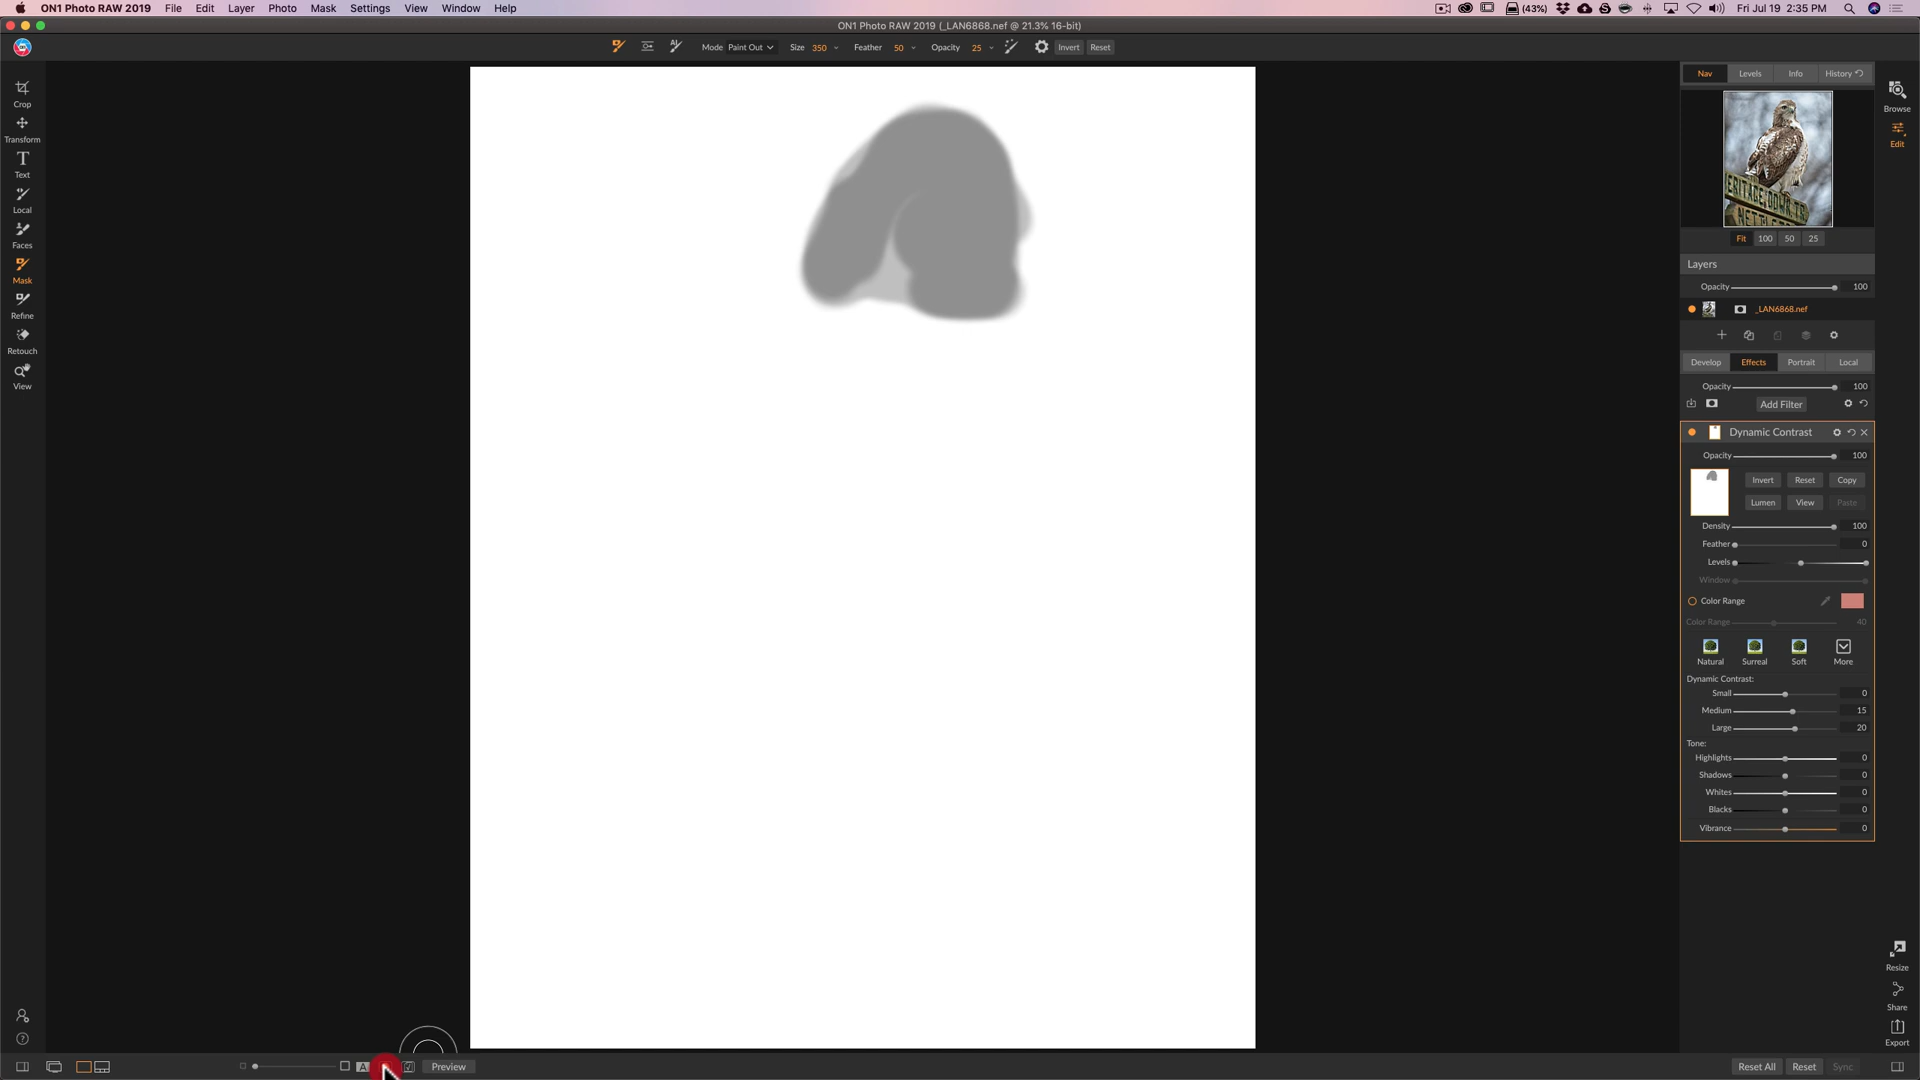 ON1 Photo RAW 2019 File Edit Layer Photo Mask Settings View Window Help (43%) Fri Jul 19 2:35 PM
ON1 Photo RAW 2019 (_LAN6868.nef @ 21.3% 16-bit)
Mode Paint Out Size 350 Feather 50 Opacity 25 Invert Reset
Crop
Transform
Text
Local
Faces
Mask
Refine
Retouch
View
Nav Levels Info History
ERITAGE DOWN TR
NETTLES
Fit 100 50 25
Browse
Edit
Layers
Opacity 100
_LAN6868.nef
Develop Effects Portrait Local
Opacity 100
Add Filter
Dynamic Contrast
Opacity 100
Invert Reset Copy
Lumen View Paste
Density 100
Feather 0
Levels
Window
Color Range
Color Range 40
Natural Surreal Soft More
Dynamic Contrast:
Small 0
Medium 15
Large 20
Tone:
Highlights 0
Shadows 0
Whites 0
Blacks 0
Vibrance 0
Resize
Share
Export
A Preview Reset All Reset Sync